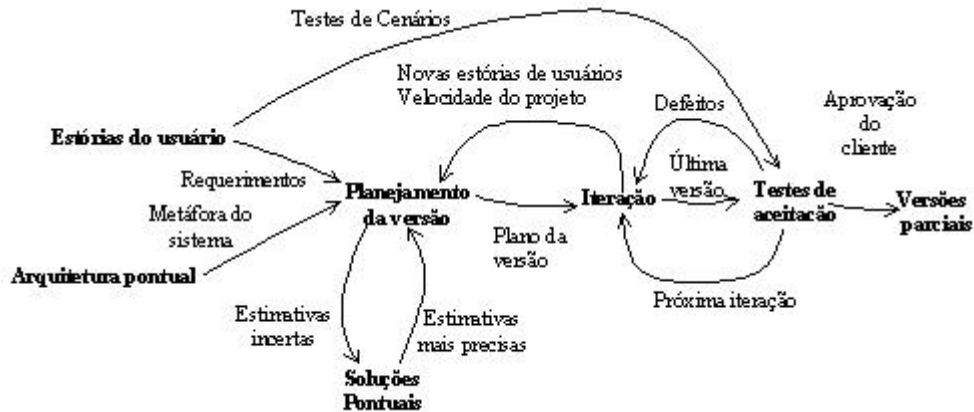 Testes de Cenários
Novas estórias de usuários
Velocidade do projeto
Defeitos
Aprovação
do
cliente
Estórias do usuário
Requerimentos
Planejamento
da versão
Iteração
Última
versão
Testes de
aceitacão
Versões
parciais
Metáfora do
sistema
Plano da
versão
Arquitetura pontual
Próxima iteração
Estimativas
incertas
Estimativas
mais precisas
Soluções
Pontuais